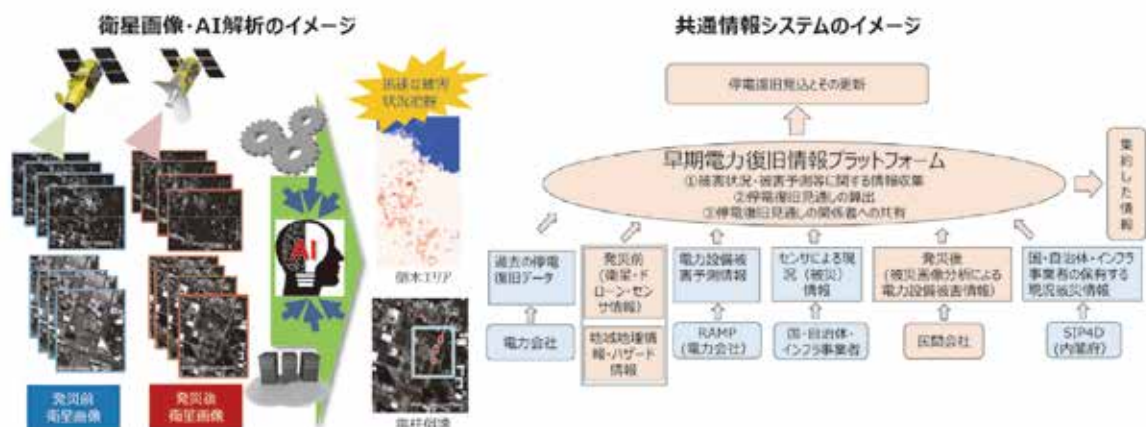 衛星画像・AI解析のイメージ
迅速な被害
状況把握
AI
倒木エリア
電柱倒壊
発災前
衛星画像
発災後
衛星画像
共通情報システムのイメージ
停電復旧見込とその更新
早期電力復旧情報プラットフォーム
①被害状況・被害予測等に関する情報収集
②停電復旧見通しの算出
③停電復旧見通しの関係者への共有
集約した情報
過去の停電
復旧データ
発災前
(衛星・ド
ローン・セン
サ情報)
電力設備被
害予測情報
センサによる現
況(被災)
情報
発災後
(被災画像分析による
電力設備被害情報)
国・自治体・インフラ
事業者の保有する
現況被災情報
電力会社
地域地理情
報・ハザード
情報
RAMP
(電力会社)
国・自治体・
インフラ事業者
民間会社
SIP4D
(内閣府)